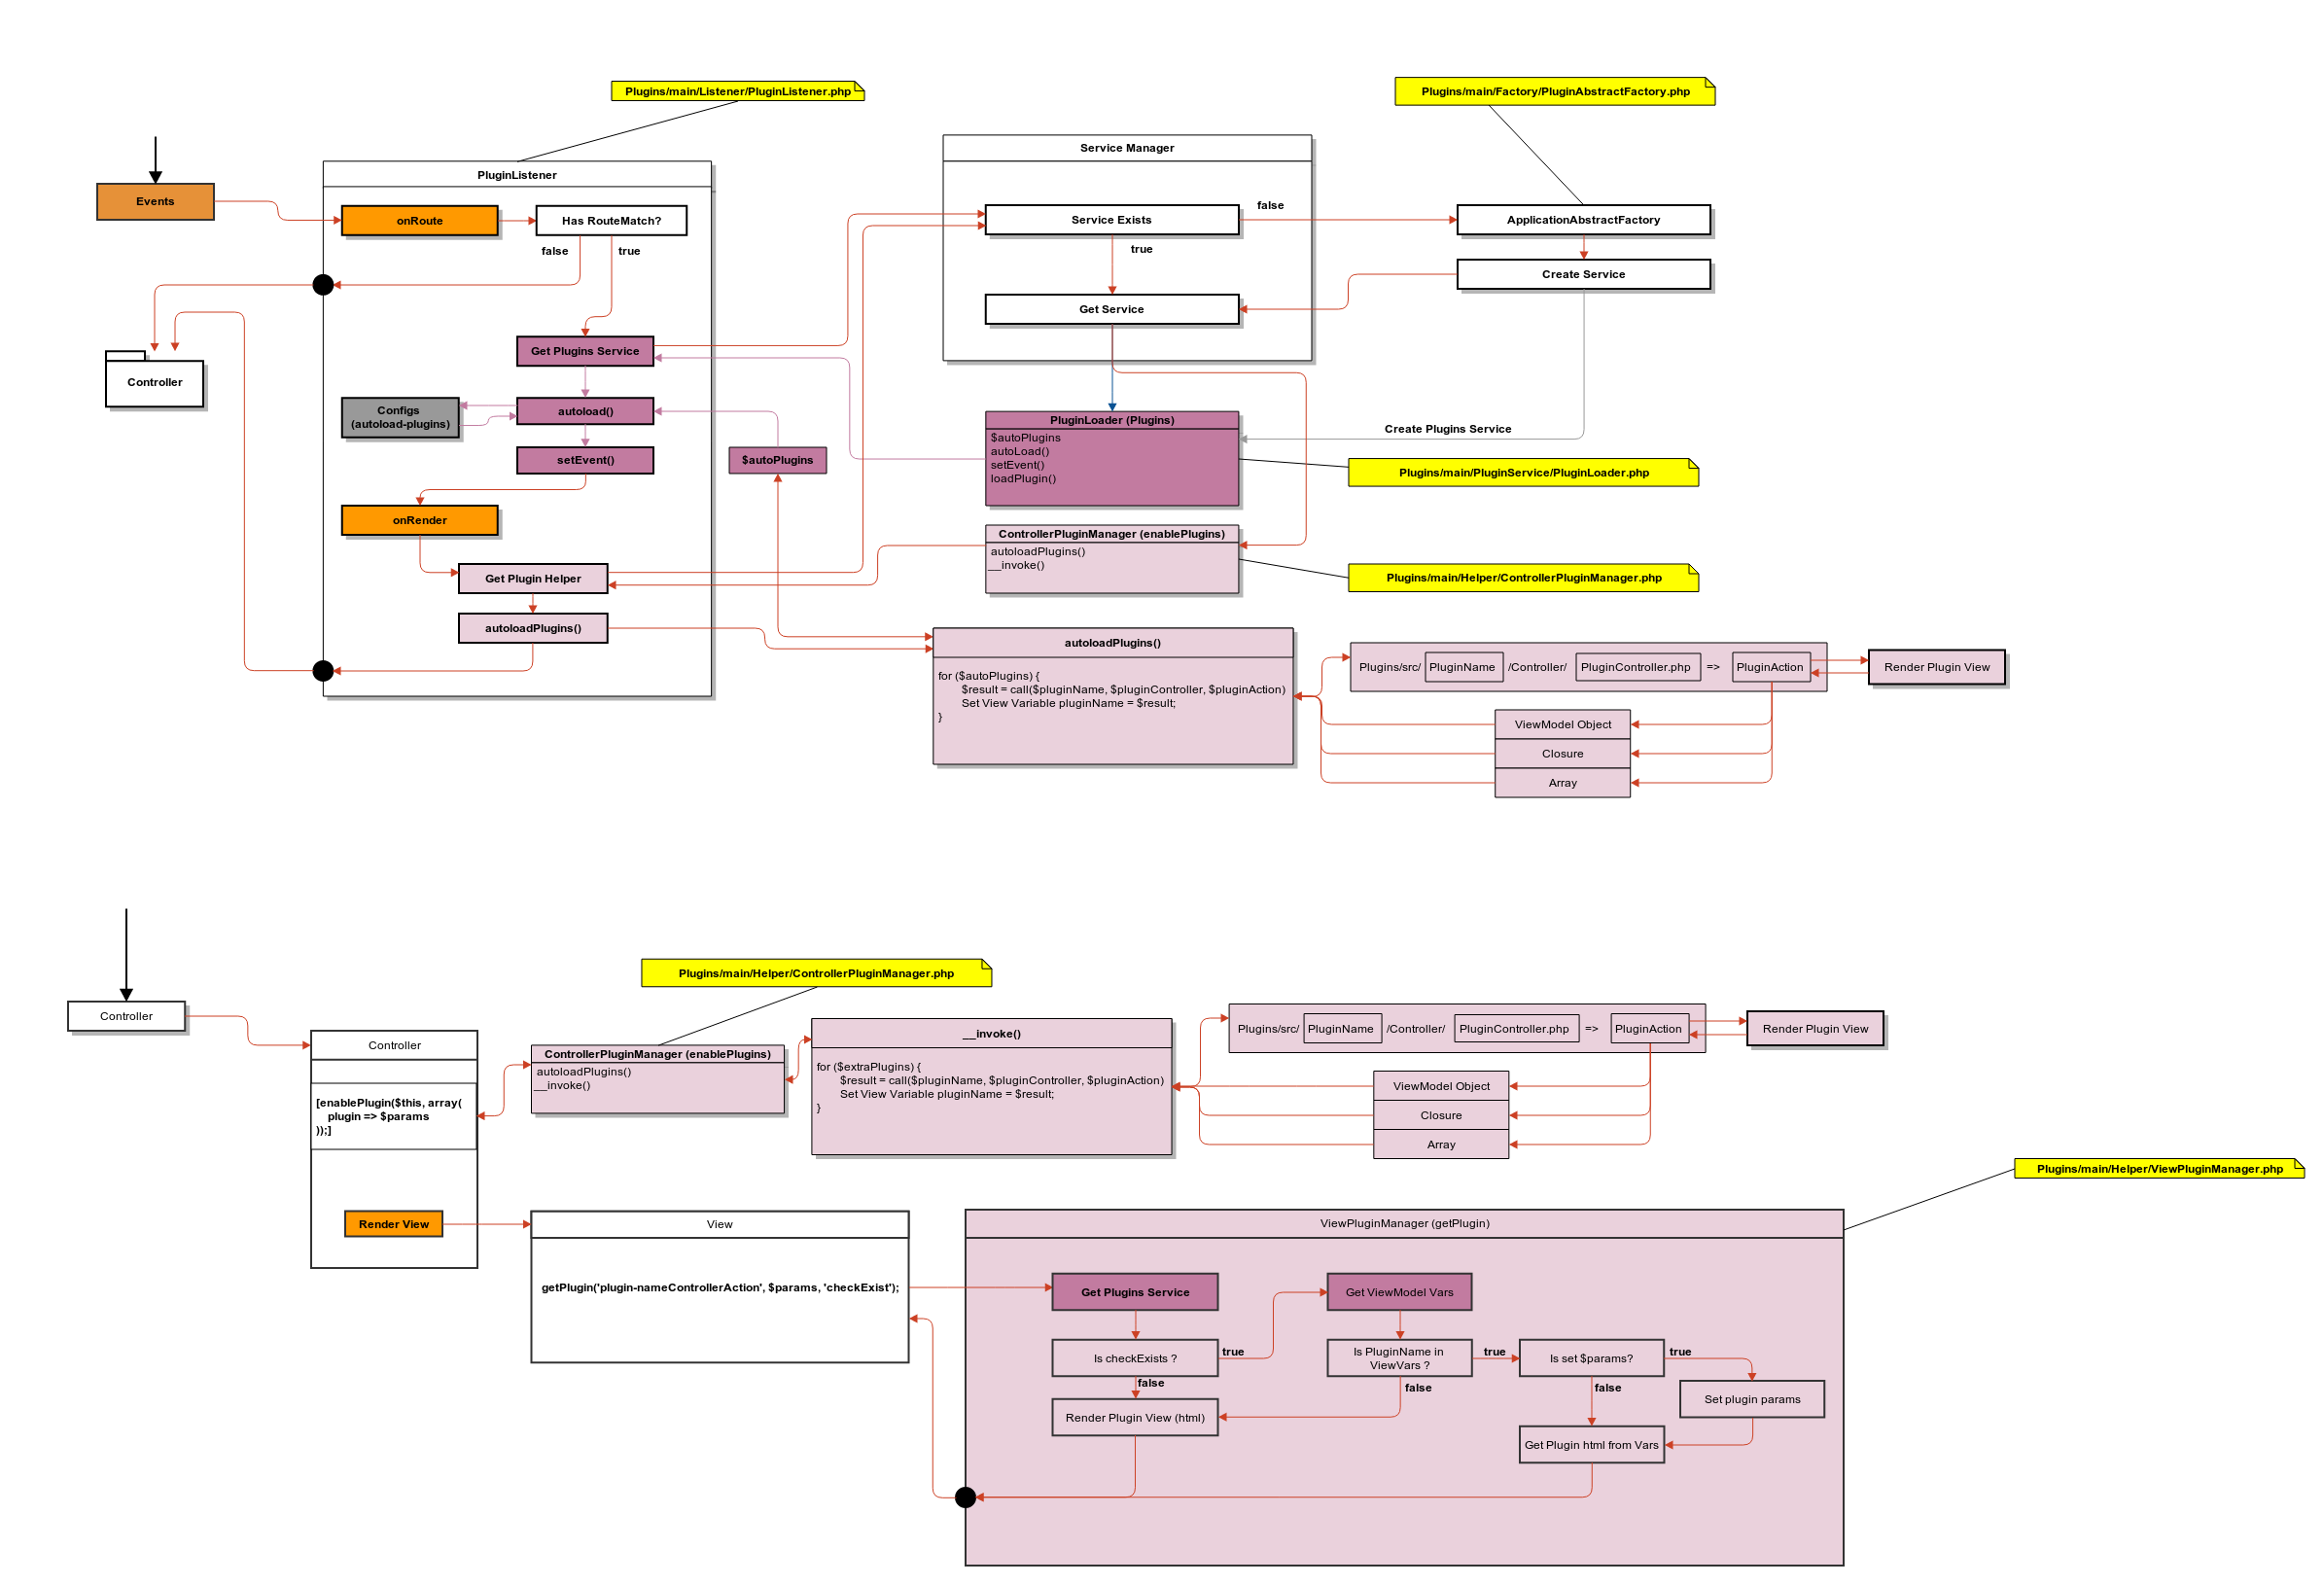 Plugins/main/Listener/PluginListener.php
Plugins/main/Factory/PluginAbstractFactory.php
Events
PluginListener
onRoute
Has RouteMatch?
false
true
Controller
Get Plugins Service
Configs
(autoload-plugins)
autoload()
setEvent()
$autoPlugins
onRender
Get Plugin Helper
autoloadPlugins()
Service Manager
Service Exists
false
true
Get Service
ApplicationAbstractFactory
Create Service
Create Plugins Service
PluginLoader (Plugins)
$autoPlugins
autoLoad()
setEvent()
loadPlugin()
Plugins/main/PluginService/PluginLoader.php
ControllerPluginManager (enablePlugins)
autoloadPlugins()
__invoke()
Plugins/main/Helper/ControllerPluginManager.php
autoloadPlugins()
for ($autoPlugins) {
$result = call($pluginName, $pluginController, $pluginAction)
Set View Variable pluginName = $result;
}
Plugins/src/ PluginName /Controller/ PluginController.php => PluginAction
Render Plugin View
ViewModel Object
Closure
Array
Controller
Controller
[enablePlugin($this, array(
plugin => $params
));]
Render View
Plugins/main/Helper/ControllerPluginManager.php
ControllerPluginManager (enablePlugins)
autoloadPlugins()
__invoke()
__invoke()
for ($extraPlugins) {
$result = call($pluginName, $pluginController, $pluginAction)
Set View Variable pluginName = $result;
}
Plugins/src/ PluginName /Controller/ PluginController.php => PluginAction
Render Plugin View
ViewModel Object
Closure
Array
Plugins/main/Helper/ViewPluginManager.php
View
getPlugin('plugin-nameControllerAction', $params, 'checkExist');
ViewPluginManager (getPlugin)
Get Plugins Service
Get ViewModel Vars
Is checkExists ?
true
false
Is PluginName in
ViewVars ?
true
false
Is set $params?
true
false
Set plugin params
Render Plugin View (html)
Get Plugin html from Vars